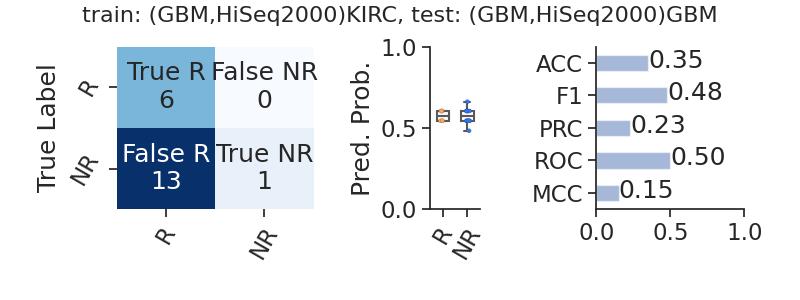 train: (GBM,HiSeq2000)KIRC, test: (GBM,HiSeq2000)GBM
True Label
R
NR
True R
6
False NR
0
False R
13
True NR
1
R
NR
Pred. Prob.
1.0
0.5
0.0
R
NR
ACC
0.35
F1
0.48
PRC
0.23
ROC
0.50
MCC
0.15
0.0
0.5
1.0